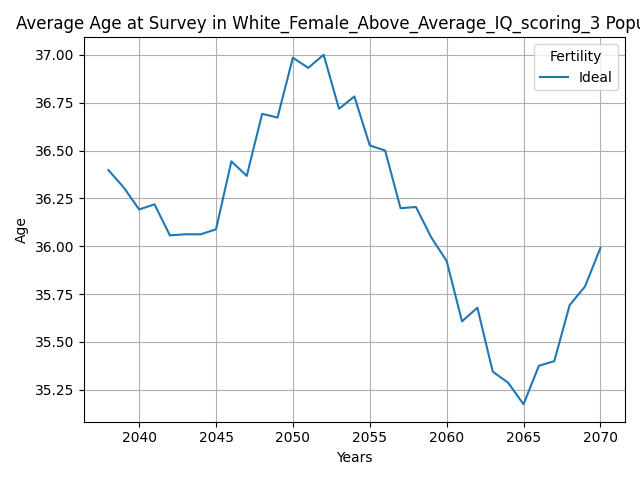 Average Age at Survey in White_Female_Above_Average_IQ_scoring_3 Popu
37.00
36.75
36.50
36.25
36.00
35.75
35.50
35.25
Age
Fertility
Ideal
2040 2045 2050 2055 2060 2065 2070
Years